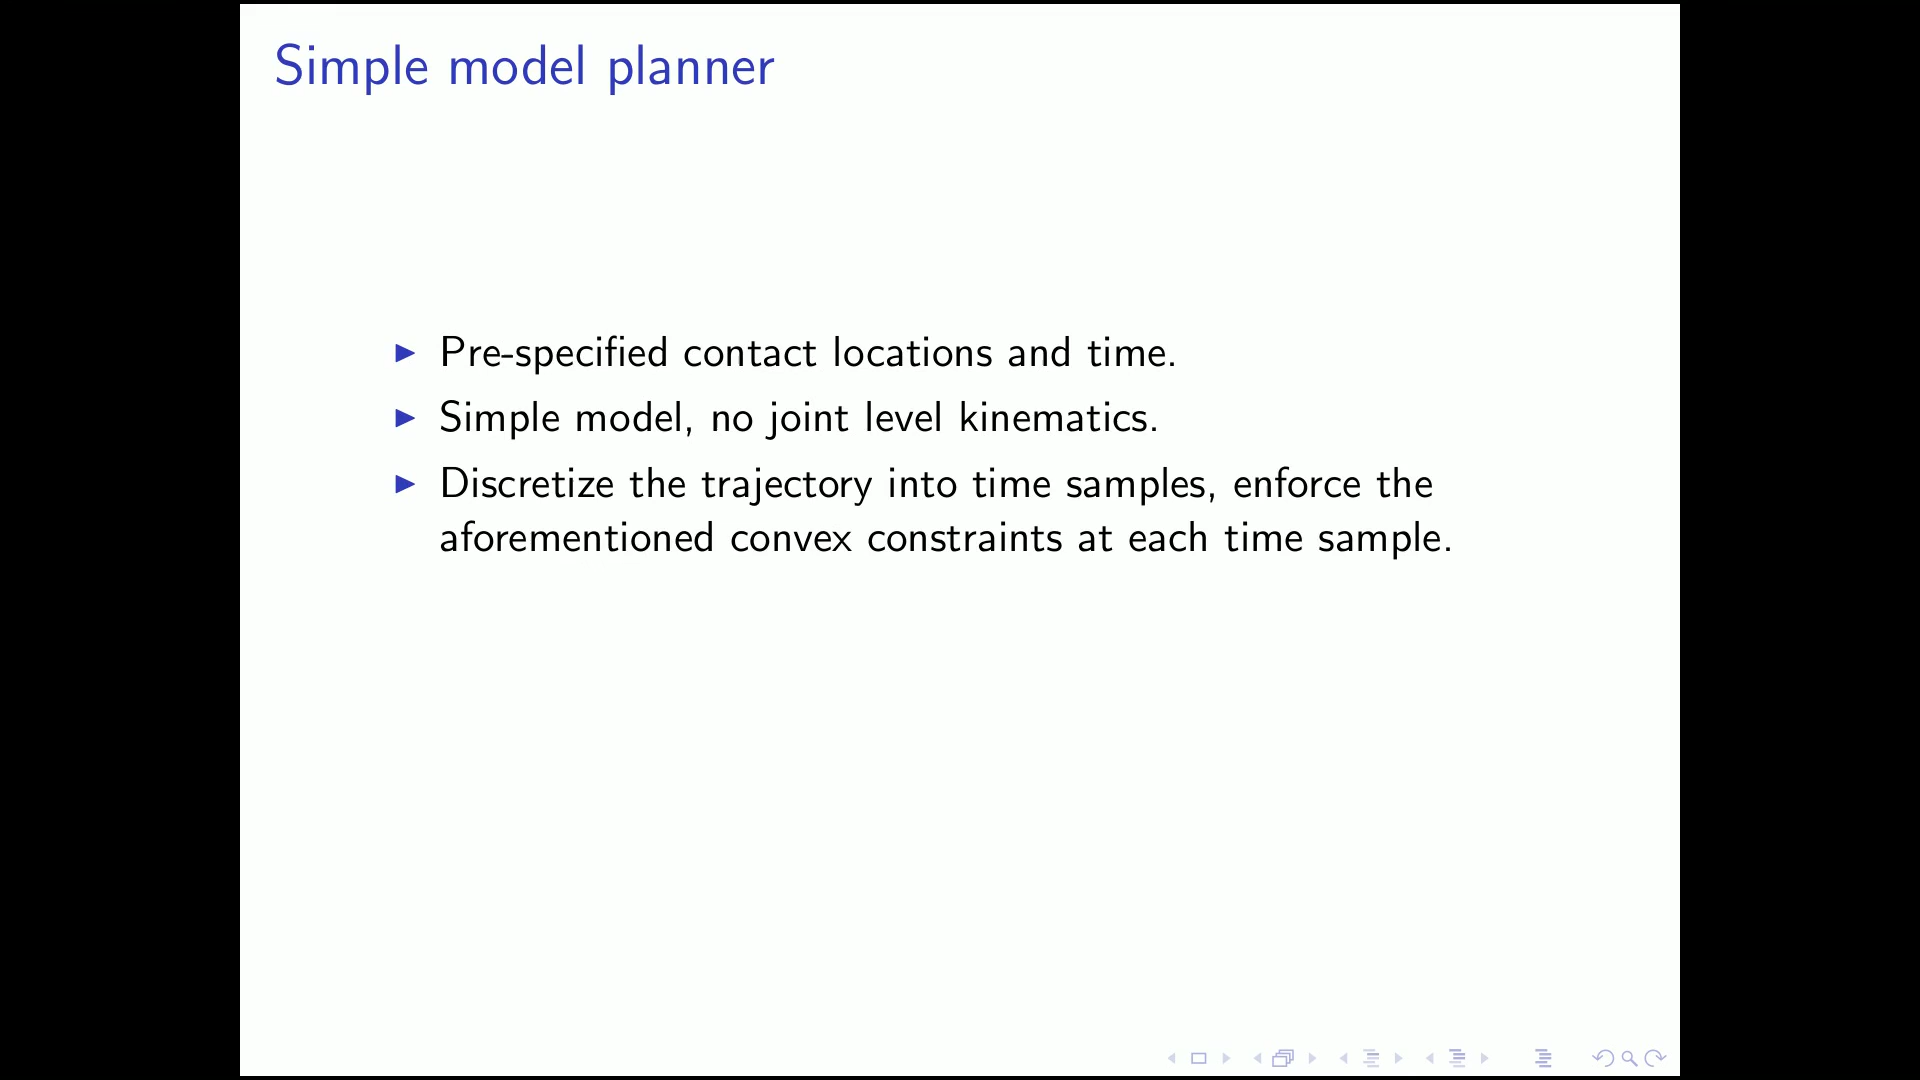 Simple model planner
Pre-specified contact locations and time.
Simple model, no joint level kinematics.
Discretize the trajectory into time samples, enforce the
aforementioned convex constraints at each time sample.